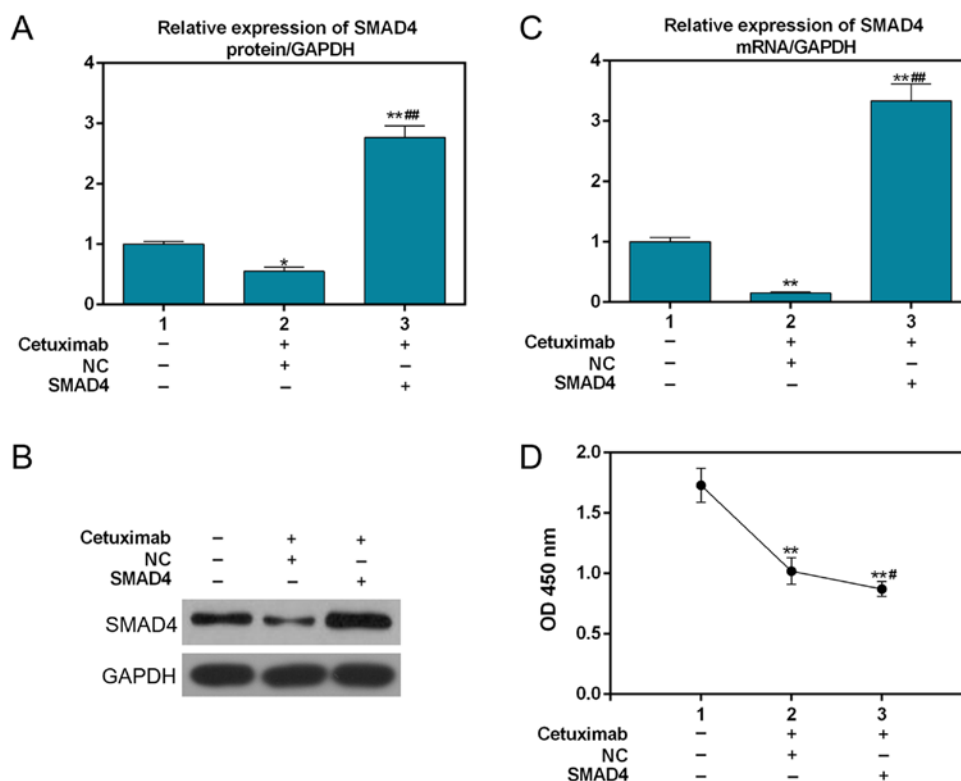 A
Relative expression of SMAD4
protein/GAPDH
4
3
2
1
0
**##
*
1 2 3
Cetuximab – + +
NC – + –
SMAD4 – – +
C
Relative expression of SMAD4
mRNA/GAPDH
4
3
2
1
0
**##
**
1 2 3
Cetuximab – + +
NC – + –
SMAD4 – – +
B
Cetuximab – + +
NC – + –
SMAD4 – – +
SMAD4
GAPDH
D
OD 450 nm
2.0
1.5
1.0
0.5
0.0
**
**#
1 2 3
Cetuximab – + +
NC – + –
SMAD4 – – +